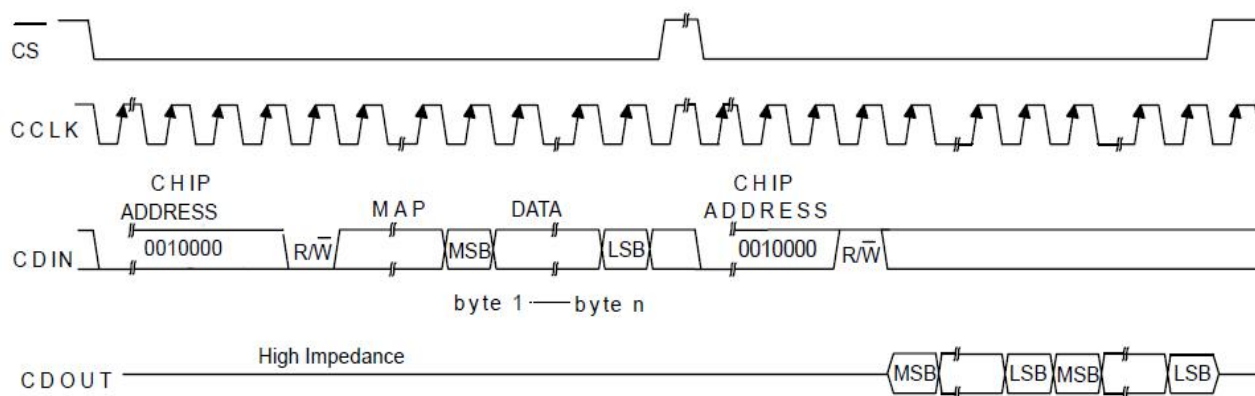 CS
CCLK
CHIP
ADDRESS
MAP
DATA
CHIP
ADDRESS
CDIN
0010000
R/W
MSB
LSB
0010000
R/W
byte 1
byte n
High Impedance
CDOUT
MSB
LSB
MSB
LSB